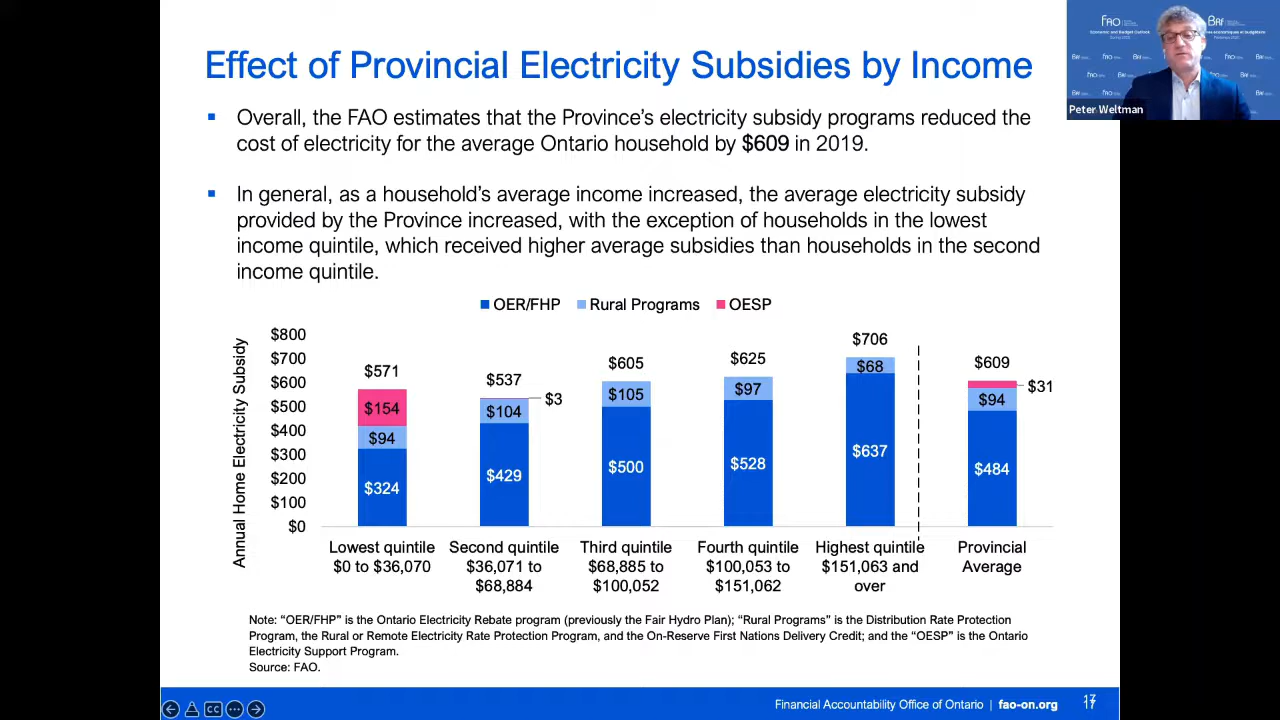 Effect of Provincial Electricity Subsidies by Income
FAO
BRF
Peter Weltman
Overall, the FAO estimates that the Province's electricity subsidy programs reduced the
cost of electricity for the average Ontario household by $609 in 2019.
In general, as a household's average income increased, the average electricity subsidy
provided by the Province increased, with the exception of households in the lowest
income quintile, which received higher average subsidies than households in the second
income quintile.
OER/FHP Rural Programs OESP
Annual Home Electricity Subsidy
$800
$700
$600
$500
$400
$300
$200
$100
$0
$571
$154
$94
$324
$537
$3
$104
$429
$605
$105
$500
$625
$97
$528
$706
$68
$637
$609
$31
$94
$484
Lowest quintile
$0 to $36,070
Second quintile
$36,071 to
$68,884
Third quintile
$68,885 to
$100,052
Fourth quintile
$100,053 to
$151,062
Highest quintile
$151,063 and
over
Provincial
Average
Note: “OER/FHP” is the Ontario Electricity Rebate program (previously the Fair Hydro Plan); “Rural Programs” is the Distribution Rate Protection
Program, the Rural or Remote Electricity Rate Protection Program, and the On-Reserve First Nations Delivery Credit; and the “OESP” is the Ontario
Electricity Support Program.
Source: FAO.
CC
Financial Accountability Office of Ontario | fao-on.org
17